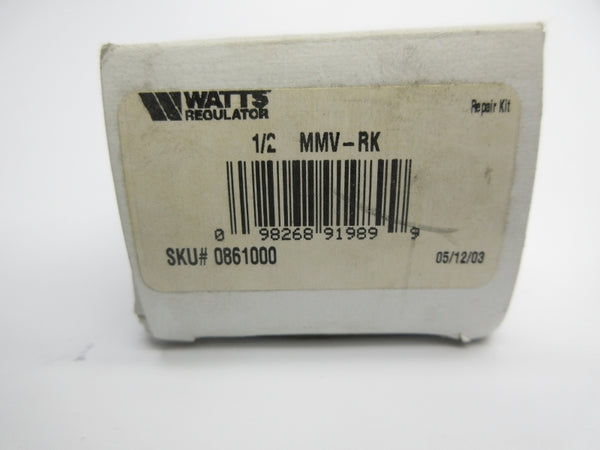 WATTS®
REGULATOR
Repair Kit
1/2 MMV-RK
0 98268 91989 9
SKU# 0861000
05/12/03